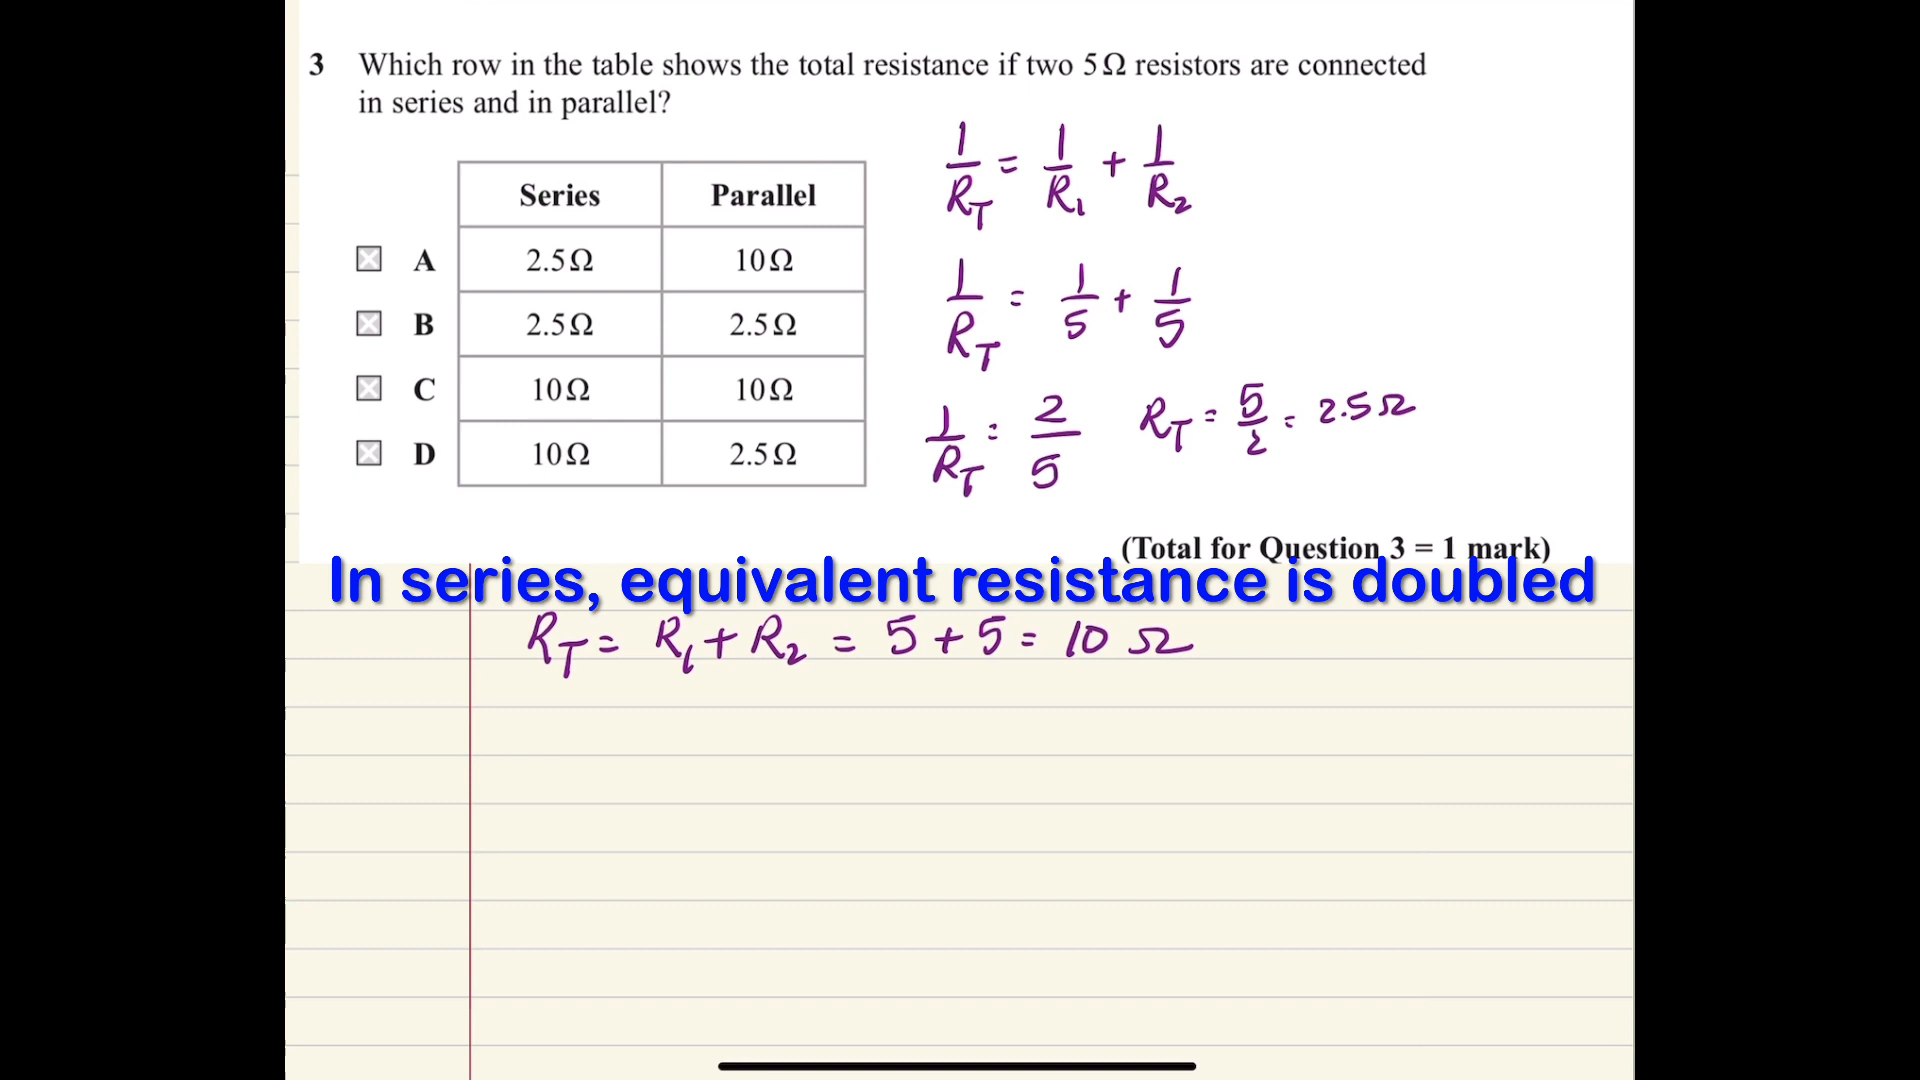 3 Which row in the table shows the total resistance if two 5Ω resistors are connected
in series and in parallel?
Series Parallel
A 2.5Ω 10Ω
B 2.5Ω 2.5Ω
C 10Ω 10Ω
D 10Ω 2.5Ω
1/R_T = 1/R_1 + 1/R_2
1/R_T = 1/5 + 1/5
1/R_T = 2/5 R_T = 5/2 = 2.5 Ω
(Total for Question 3 = 1 mark)
In series, equivalent resistance is doubled
R_T = R_1 + R_2 = 5 + 5 = 10 Ω